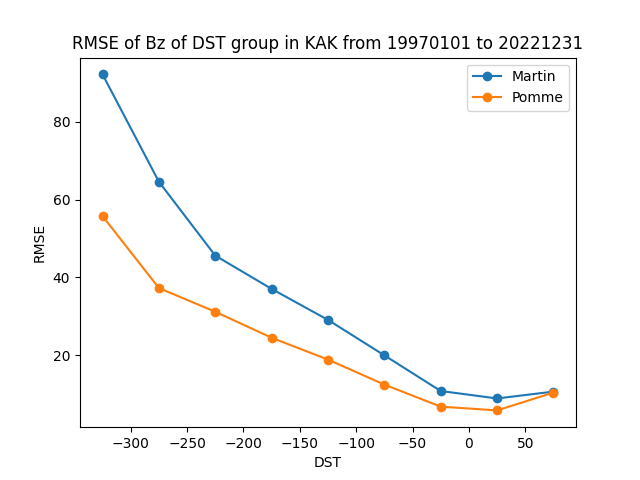 RMSE of Bz of DST group in KAK from 19970101 to 20221231
Martin
Pomme
80
60
40
20
RMSE
−300
−250
−200
−150
−100
−50
0
50
DST